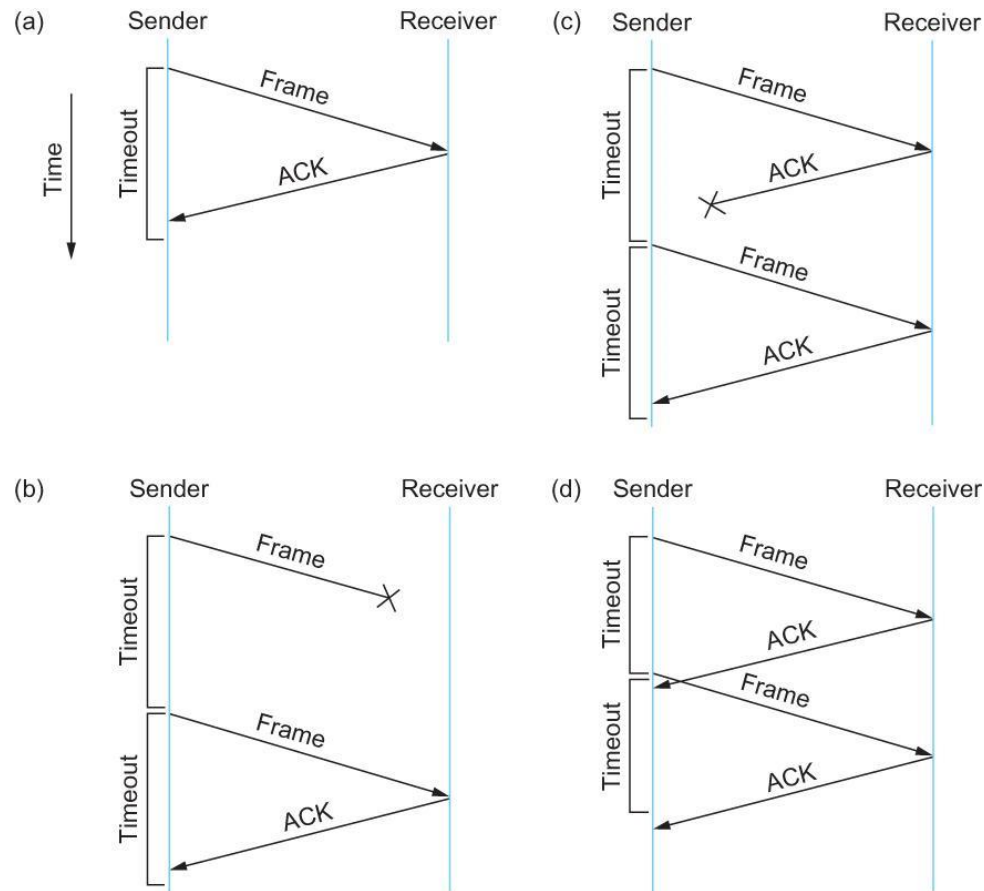 (a)
Sender
Receiver
Time
Timeout
Frame
ACK
(c)
Sender
Receiver
Timeout
Frame
ACK
Timeout
Frame
ACK
(b)
Sender
Receiver
Timeout
Frame
Timeout
Frame
ACK
(d)
Sender
Receiver
Timeout
Frame
ACK
Timeout
Frame
ACK